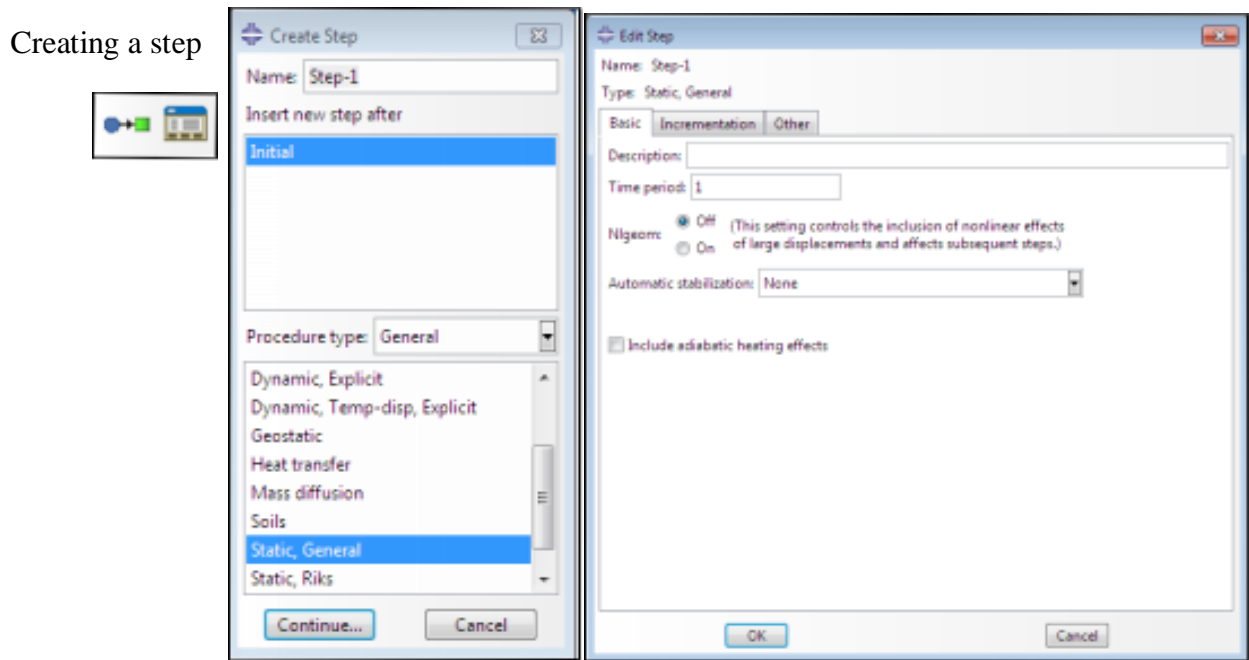 Creating a step
Create Step
Name: Step-1
Insert new step after
Initial
Procedure type: General
Dynamic, Explicit
Dynamic, Temp-disp, Explicit
Geostatic
Heat transfer
Mass diffusion
Soils
Static, General
Static, Riks
Continue...
Cancel
Edit Step
Name: Step-1
Type: Static, General
Basic Incrementation Other
Description:
Time period: 1
Nlgeom: Off (This setting controls the inclusion of nonlinear effects
On of large displacements and affects subsequent steps.)
Automatic stabilization: None
Include adiabatic heating effects
OK Cancel